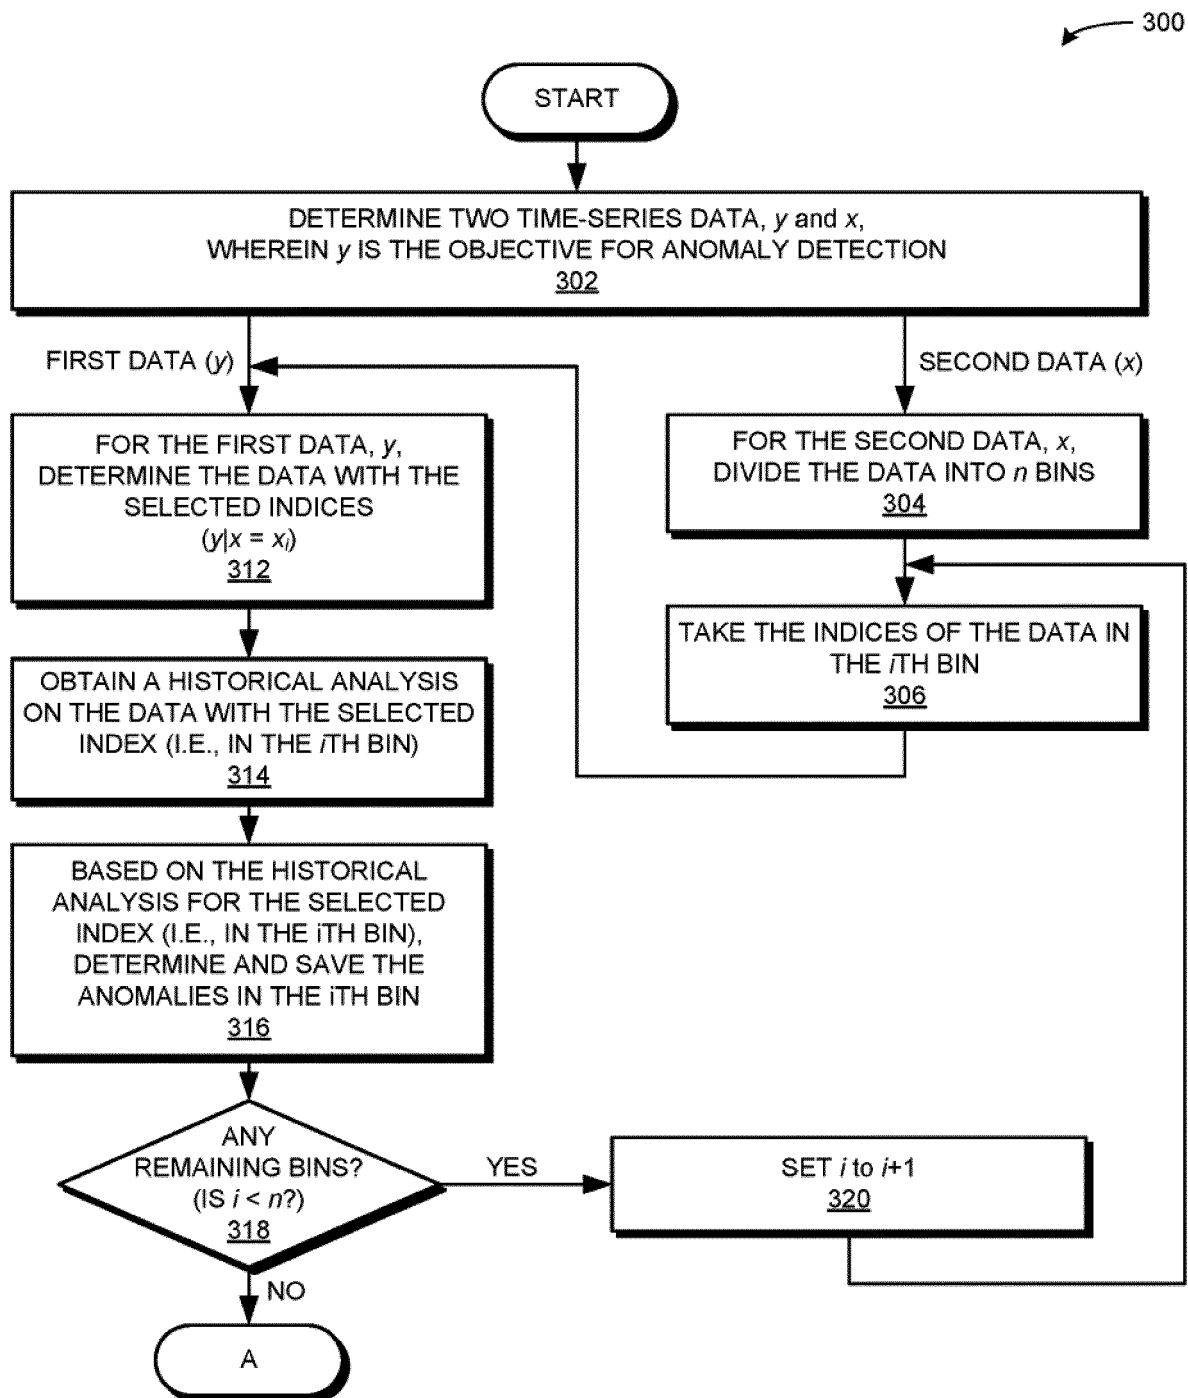 300
START
DETERMINE TWO TIME-SERIES DATA, y and x,
WHEREIN y IS THE OBJECTIVE FOR ANOMALY DETECTION
302
FIRST DATA (y)
SECOND DATA (x)
FOR THE FIRST DATA, y,
DETERMINE THE DATA WITH THE
SELECTED INDICES
(y|x = xi)
312
FOR THE SECOND DATA, x,
DIVIDE THE DATA INTO n BINS
304
TAKE THE INDICES OF THE DATA IN
THE iTH BIN
306
OBTAIN A HISTORICAL ANALYSIS
ON THE DATA WITH THE SELECTED
INDEX (I.E., IN THE iTH BIN)
314
BASED ON THE HISTORICAL
ANALYSIS FOR THE SELECTED
INDEX (I.E., IN THE iTH BIN),
DETERMINE AND SAVE THE
ANOMALIES IN THE iTH BIN
316
ANY
REMAINING BINS?
(IS i < n?)
318
YES
SET i to i+1
320
NO
A